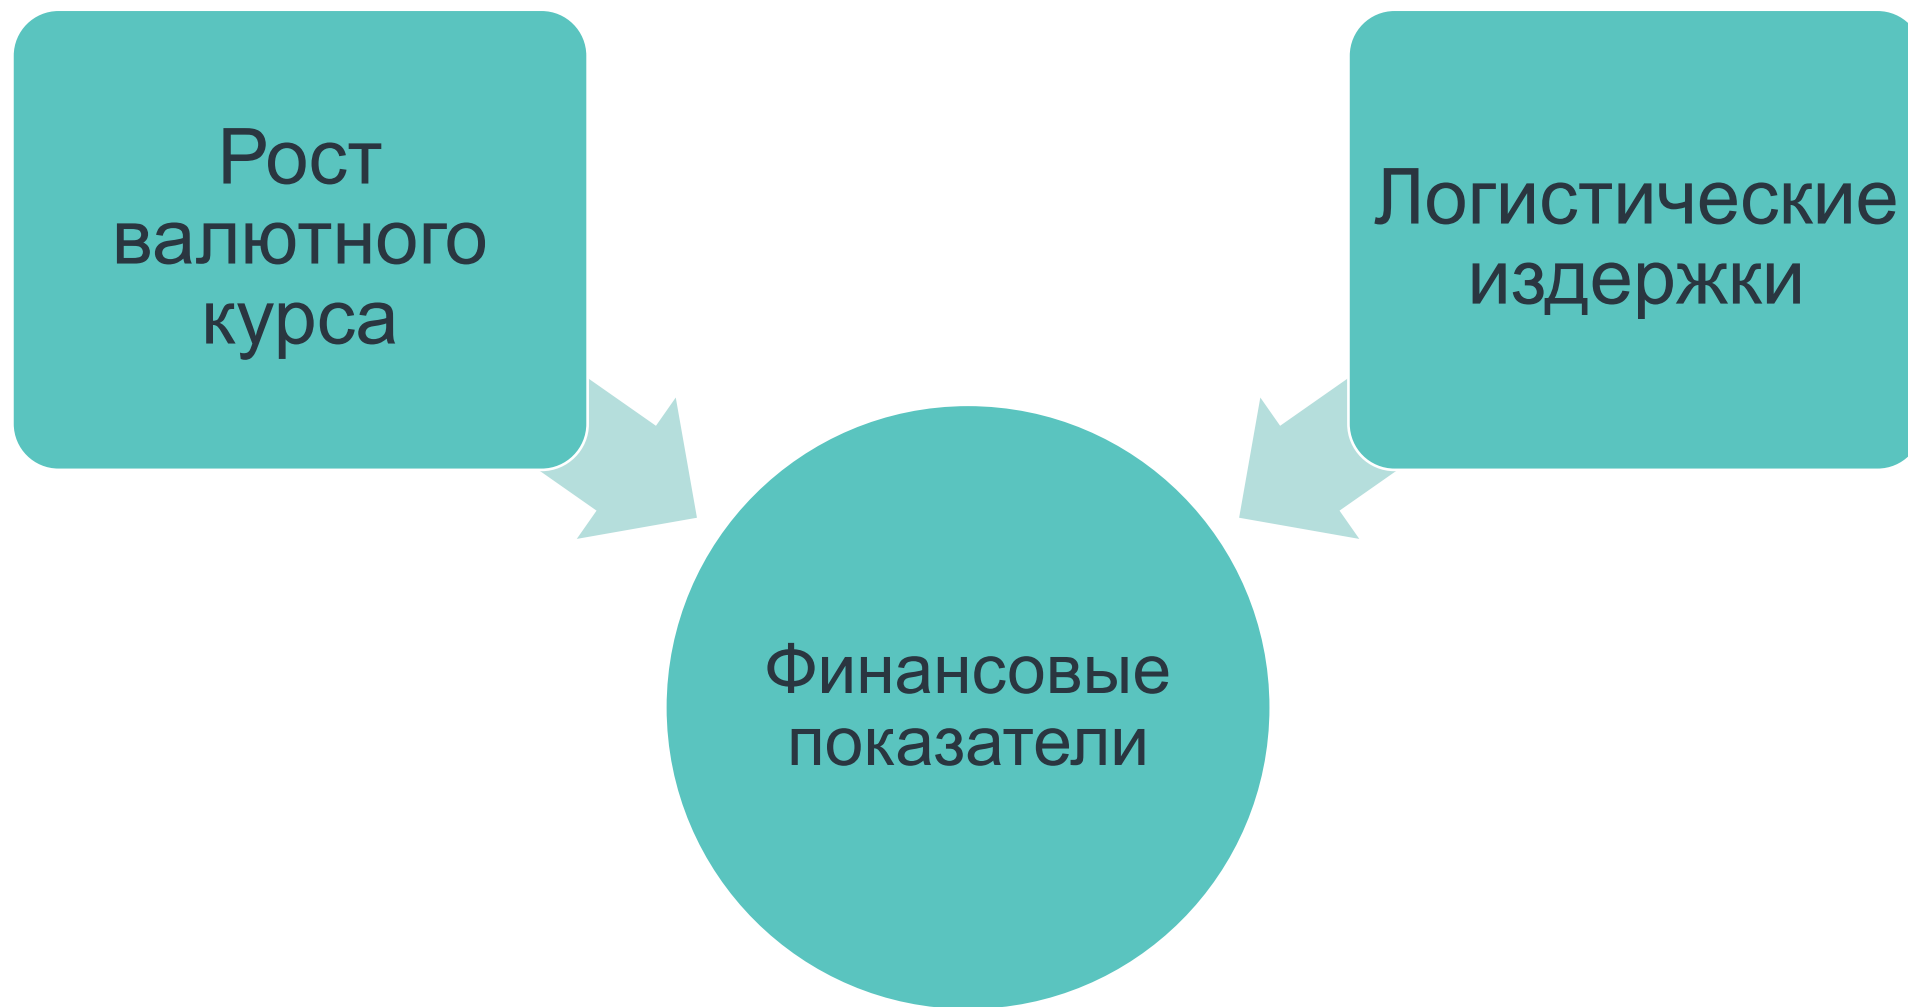 Рост
валютного
курса
Логистические
издержки
Финансовые
показатели